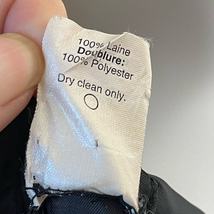 100% Laine
Doublure:
100% Polyester
Dry clean only.